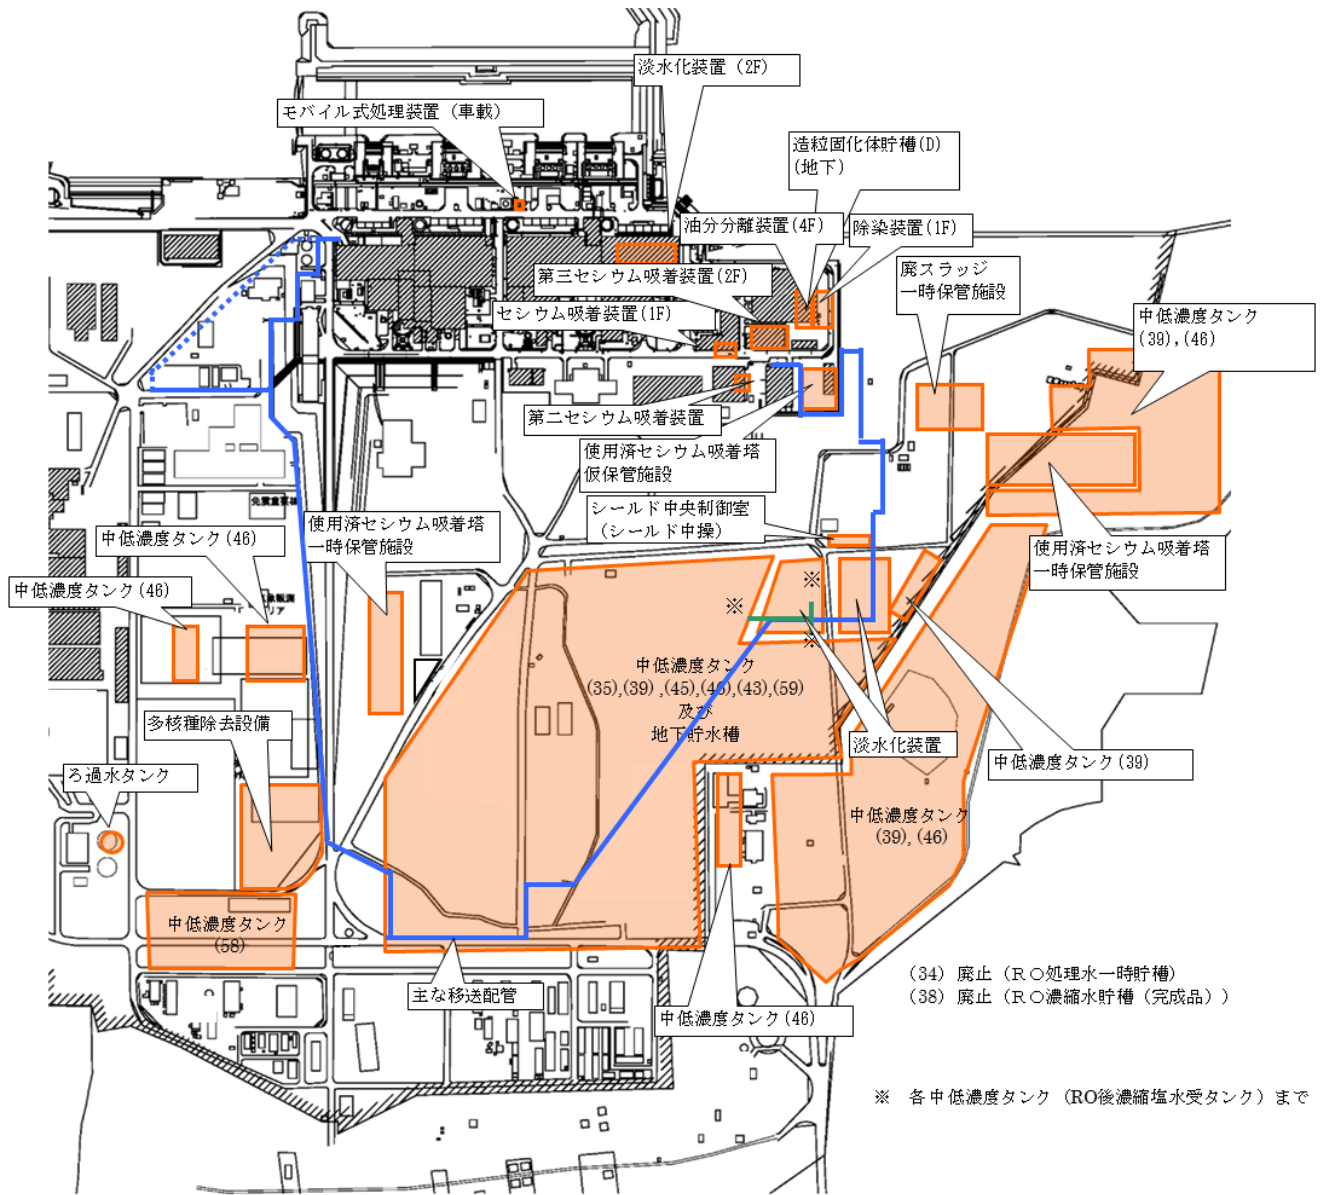 淡水化装置（2F）
モバイル式処理装置（車載）
造粒固化体貯槽(D)
(地下)
油分分離装置(4F)
除染装置(1F)
第三セシウム吸着装置(2F)
廃スラッジ
一時保管施設
セシウム吸着装置(1F)
中低濃度タンク
(39),(46)
第二セシウム吸着装置
使用済セシウム吸着塔
仮保管施設
シールド中央制御室
(シールド中操)
使用済セシウム吸着塔
一時保管施設
中低濃度タンク(46)
使用済セシウム吸着塔
一時保管施設
中低濃度タンク(46)
※
※
※
中低濃度タンク
(35),(39),(45),(46),(43),(59)
及び
地下貯水槽
多核種除去設備
淡水化装置
中低濃度タンク(39)
ろ過水タンク
中低濃度タンク
(39),(46)
中低濃度タンク
(58)
主な移送配管
中低濃度タンク(46)
(34) 廃止（ＲＯ処理水一時貯槽）
(38) 廃止（ＲＯ濃縮水貯槽（完成品））
※　各中低濃度タンク（RO後濃縮塩水受タンク）まで